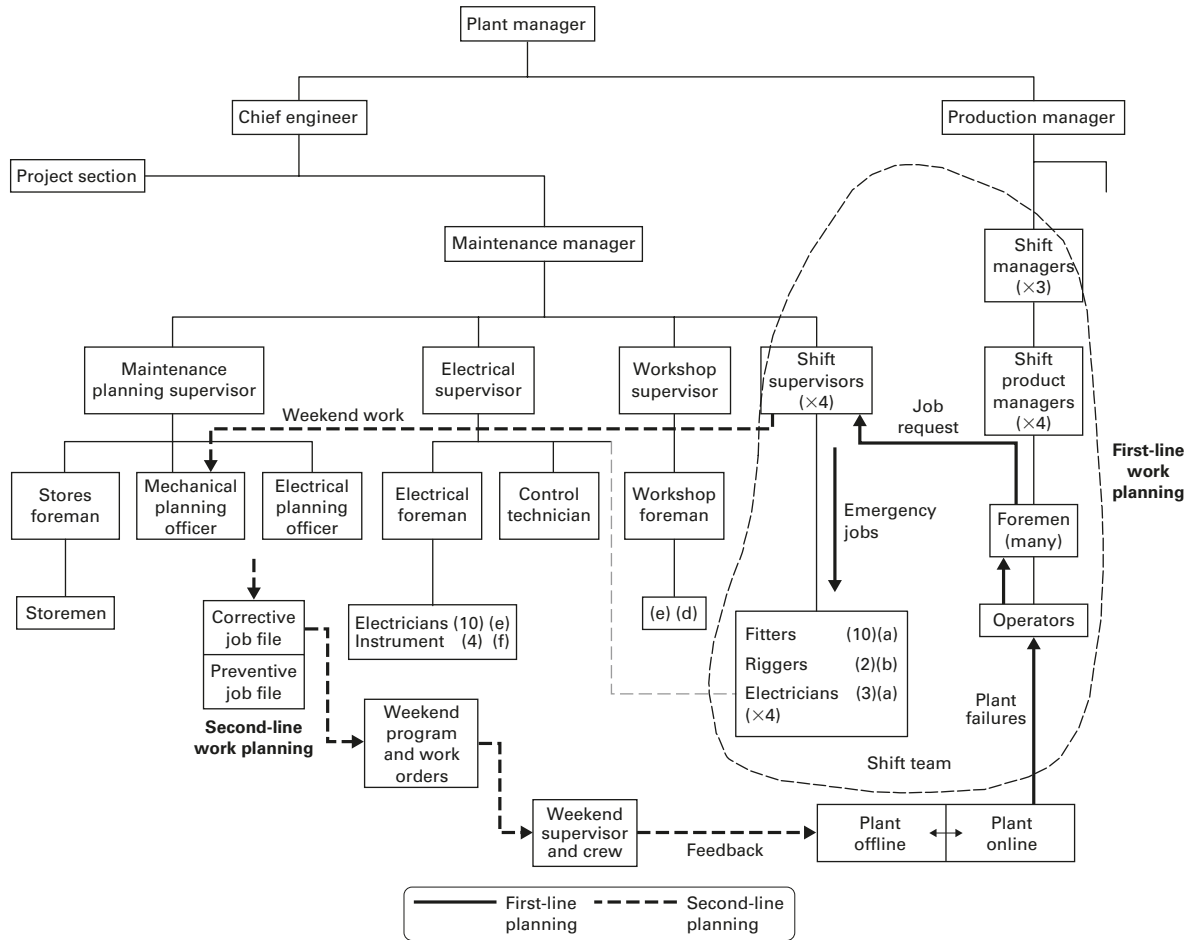 Plant manager
Chief engineer
Production manager
Project section
Maintenance manager
Shift
managers
(×3)
Maintenance
planning supervisor
Electrical
supervisor
Workshop
supervisor
Shift
supervisors
(×4)
Shift
product
managers
(×4)
Weekend work
Job
request
First-line
work
planning
Stores
foreman
Mechanical
planning
officer
Electrical
planning
officer
Electrical
foreman
Control
technician
Workshop
foreman
Emergency
jobs
Foremen
(many)
Storemen
Corrective
job file
Preventive
job file
Electricians (10) (e)
Instrument (4) (f)
(e) (d)
Fitters (10)(a)
Riggers (2)(b)
Electricians (3)(a)
(×4)
Operators
Second-line
work planning
Weekend
program
and work
orders
Plant
failures
Shift team
Weekend
supervisor
and crew
Feedback
Plant
offline
Plant
online
First-line
planning
Second-line
planning